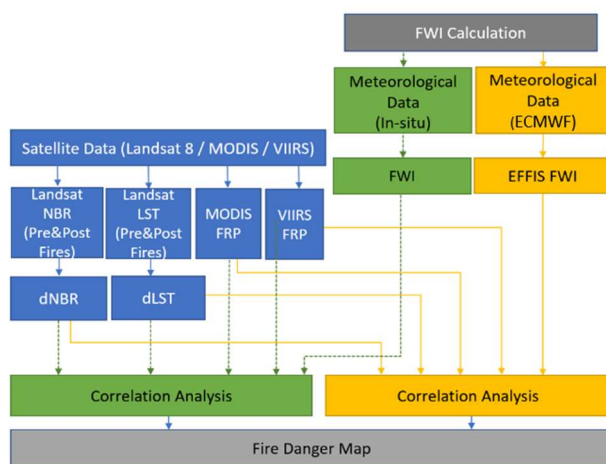 FWI Calculation
Meteorological
Data
(In-situ)
Meteorological
Data
(ECMWF)
Satellite Data (Landsat 8 / MODIS / VIIRS)
FWI
EFFIS FWI
Landsat
NBR
(Pre&Post
Fires)
Landsat
LST
(Pre&Post
Fires)
MODIS
FRP
VIIRS
FRP
dNBR
dLST
Correlation Analysis
Correlation Analysis
Fire Danger Map